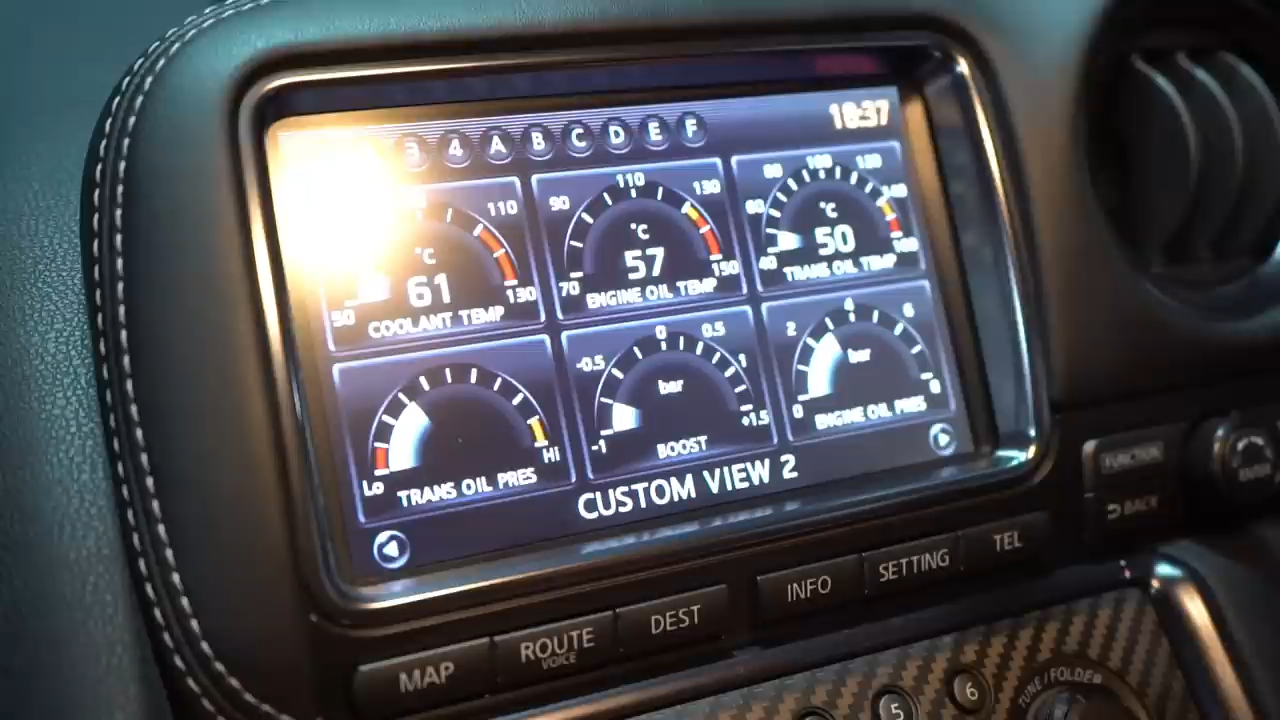 3 4 A B C D E F
18:37
110
°C
61
50
130
COOLANT TEMP
90
110
130
°C
57
70
150
ENGINE OIL TEMP
60
80
100
°C
50
40
TRANS OIL TEMP
Lo
Hi
TRANS OIL PRES
-0.5
0
0.5
1
bar
-1
+1.5
BOOST
2
4
6
bar
0
8
ENGINE OIL PRES
CUSTOM VIEW 2
MAP
ROUTE
VOICE
DEST
INFO
SETTING
TEL
FUNCTION
BACK
5
6
TUNE/FOLDER